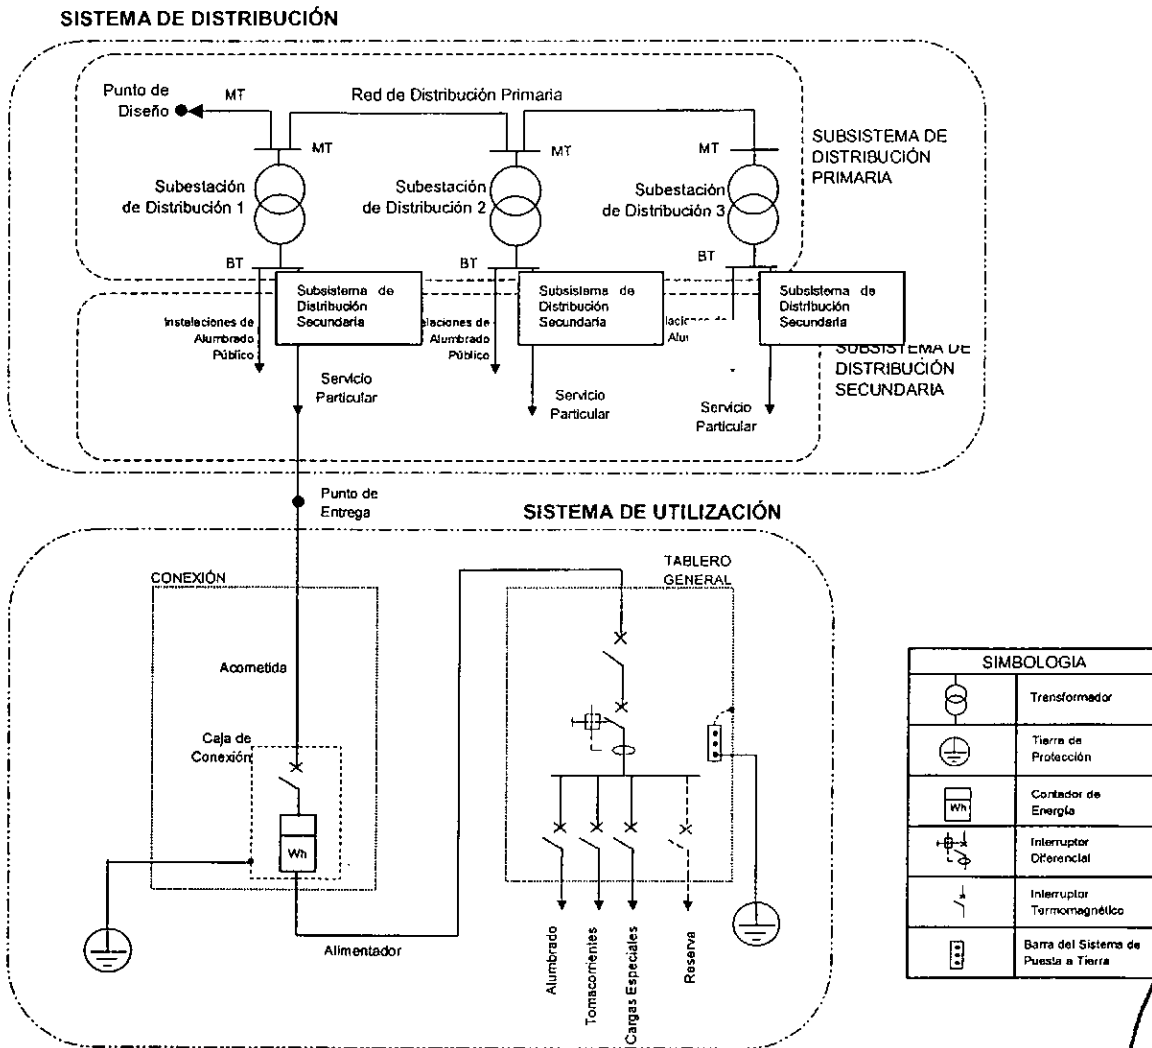 SISTEMA DE DISTRIBUCIÓN
Punto de
Diseño
MT
Red de Distribución Primaria
MT
MT
MT
SUBSISTEMA DE
DISTRIBUCIÓN
PRIMARIA
Subestación
de Distribución 1
Subestación
de Distribución 2
Subestación
de Distribución 3
BT
BT
BT
Subsistema de
Distribución
Secundaria
Subsistema de
Distribución
Secundaria
Subsistema de
Distribución
Secundaria
Instalaciones de
Alumbrado
Público
elaciones de
Alumbrado
Público
SUBSISTEMA DE
DISTRIBUCIÓN
SECUNDARIA
Servicio
Particular
Servicio
Particular
Servicio
Particular
Punto de
Entrega
SISTEMA DE UTILIZACIÓN
CONEXIÓN
TABLERO
GENERAL
Acometida
Caja de
Conexión
Wh
Alimentador
Alumbrado
Tomacorrientes
Cargas Especiales
Reserva
SIMBOLOGIA
Transformador
Tierra de
Protección
Wh
Contador de
Energía
Interruptor
Diferencial
Interruptor
Termomagnético
Barra del Sistema de
Puesta a Tierra